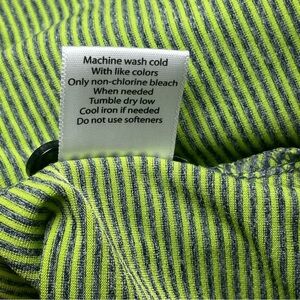 Machine wash cold
With like colors
Only non-chlorine bleach
When needed
Tumble dry low
Cool iron if needed
Do not use softeners